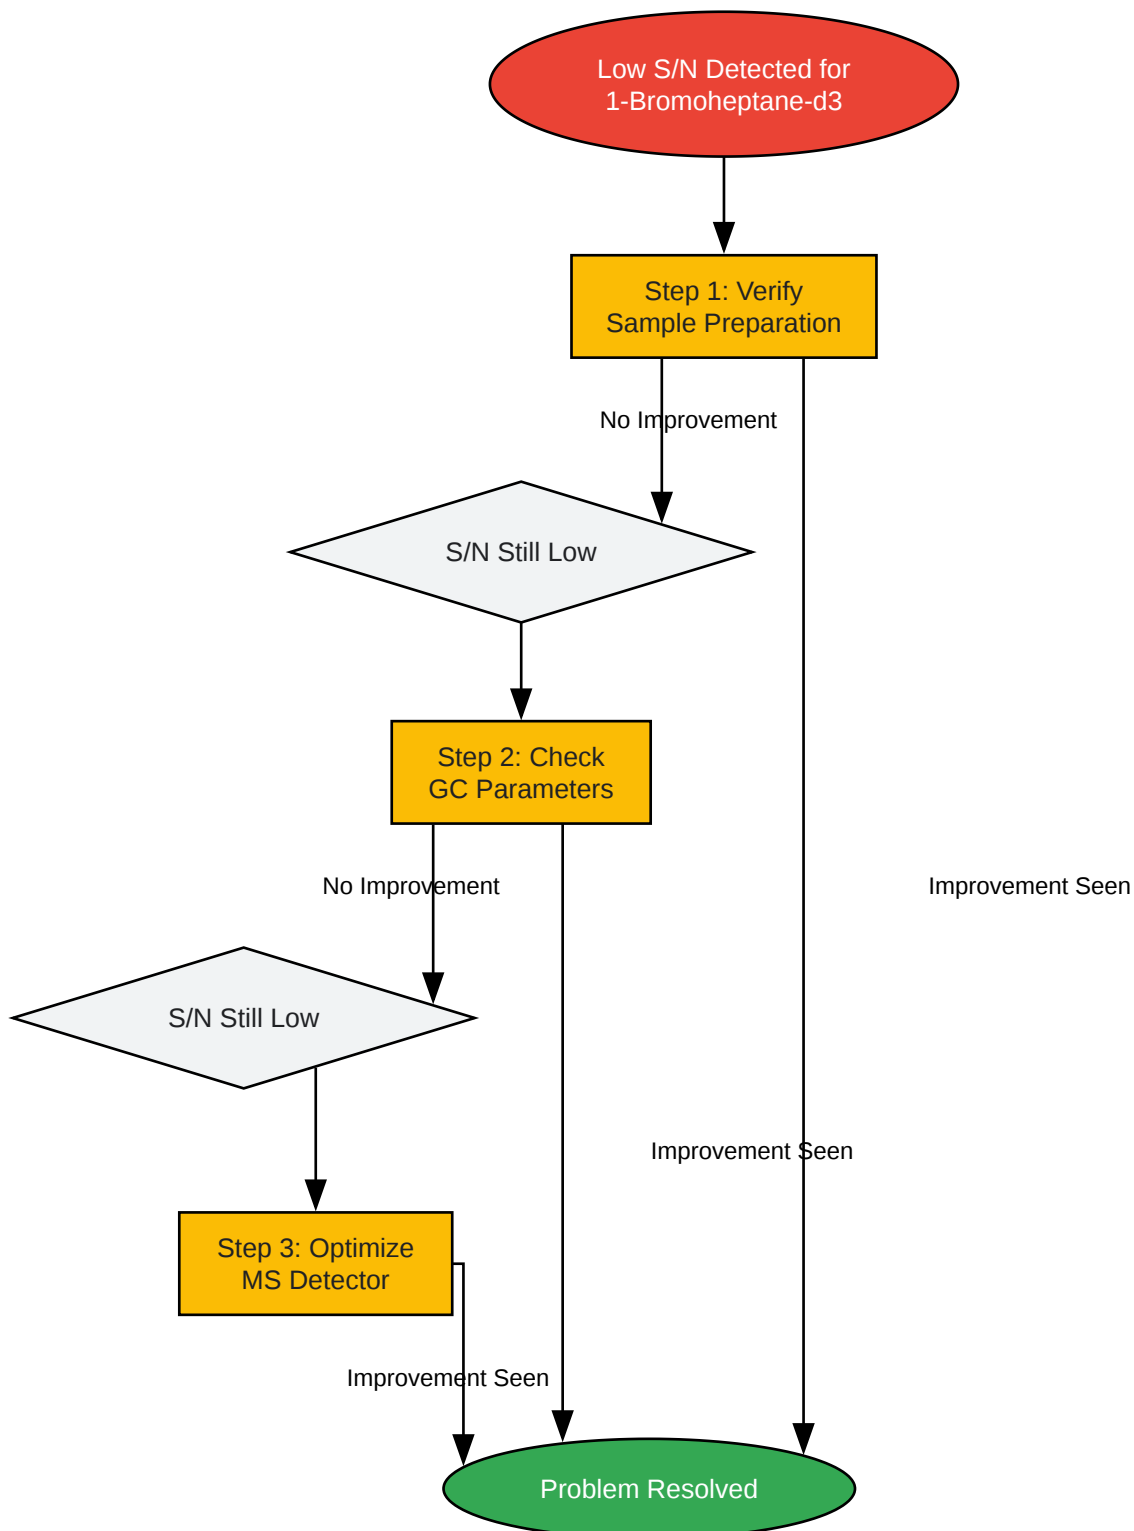 Low S/N Detected for
1-Bromoheptane-d3
Step 1: Verify
Sample Preparation
No Improvement
S/N Still Low
Step 2: Check
GC Parameters
No Improvement
Improvement Seen
S/N Still Low
Improvement Seen
Step 3: Optimize
MS Detector
Improvement Seen
Problem Resolved